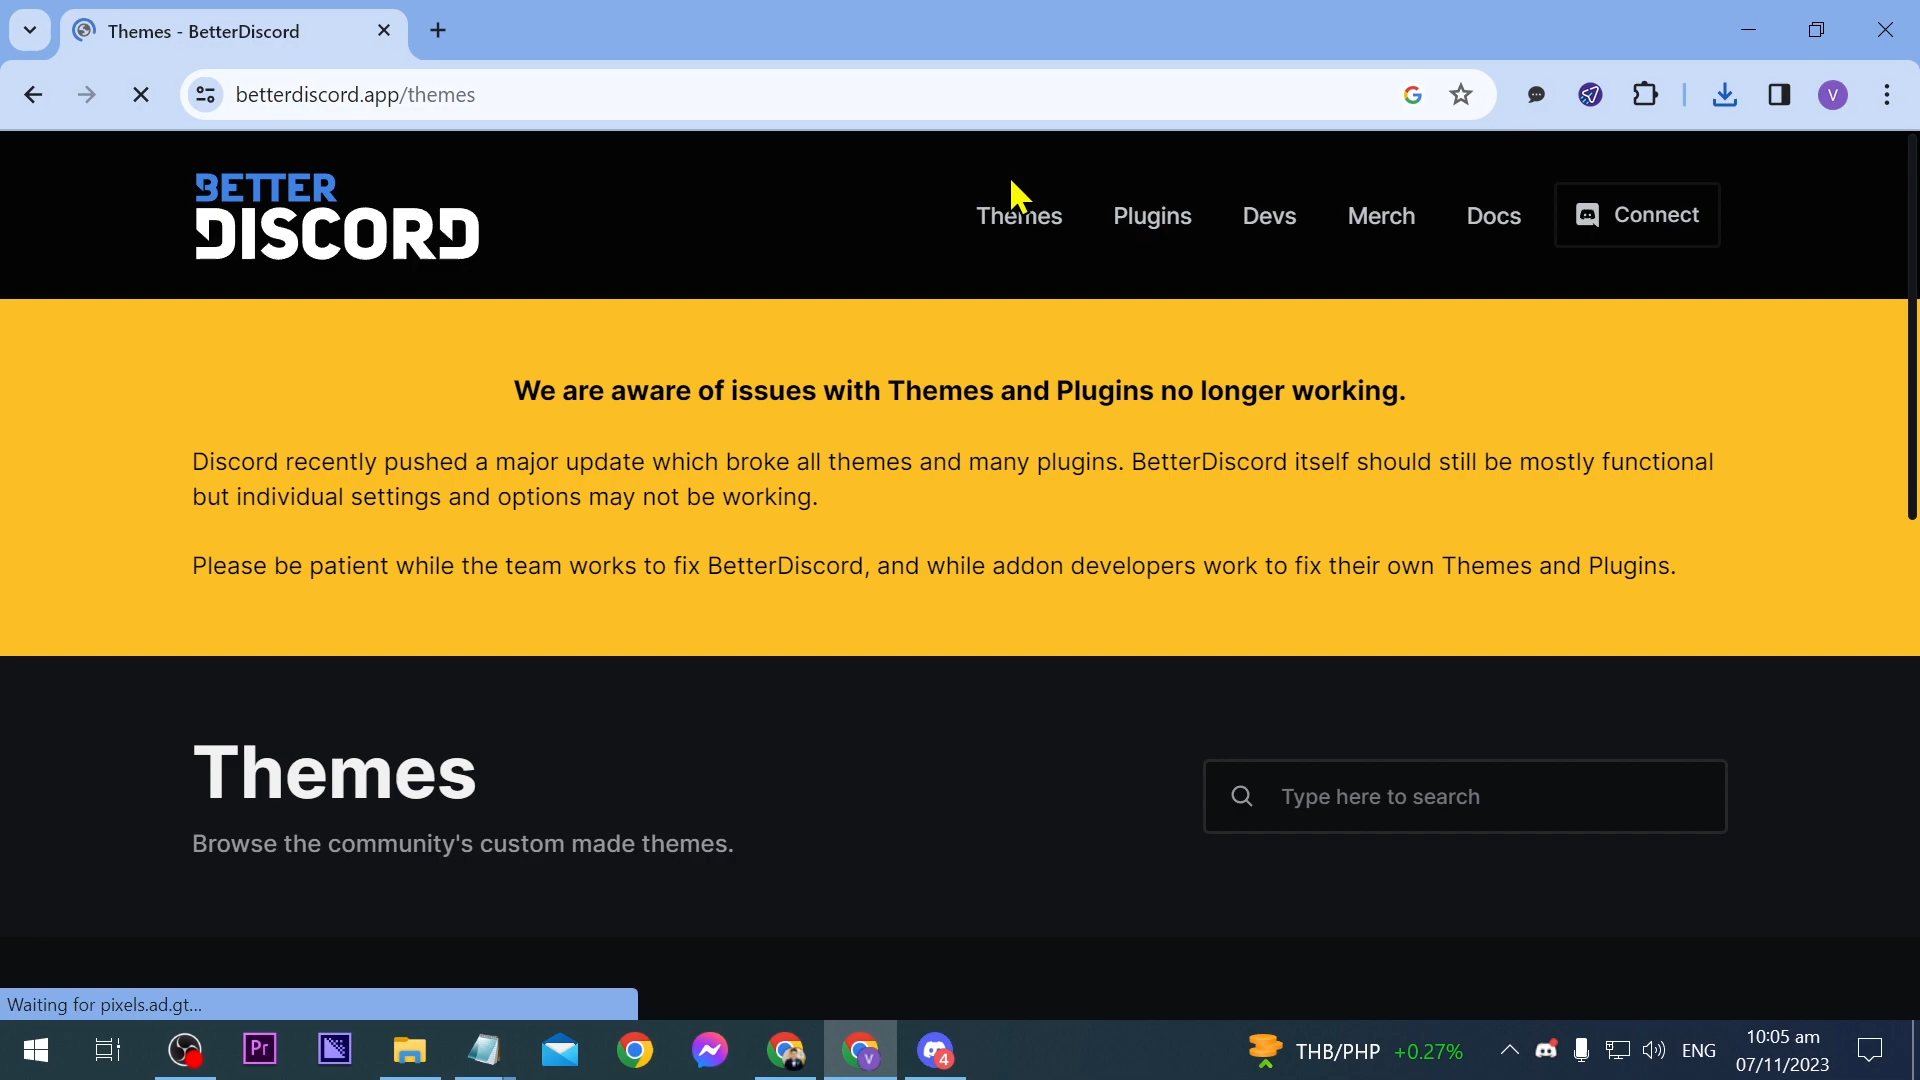 Themes - BetterDiscord
betterdiscord.app/themes
V
BETTER
DISCORD
Themes
Plugins
Devs
Merch
Docs
Connect
We are aware of issues with Themes and Plugins no longer working.
Discord recently pushed a major update which broke all themes and many plugins. BetterDiscord itself should still be mostly functional
but individual settings and options may not be working.
Please be patient while the team works to fix BetterDiscord, and while addon developers work to fix their own Themes and Plugins.
Themes
Type here to search
Browse the community's custom made themes.
Waiting for pixels.ad.gt...
Pr
V
4
THB/PHP +0.27%
ENG
10:05 am
07/11/2023